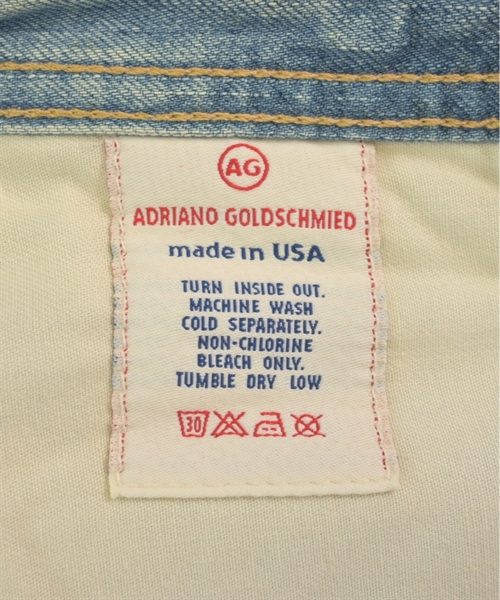 AG
ADRIANO GOLDSCHMIED
made in USA
TURN INSIDE OUT.
MACHINE WASH
COLD SEPARATELY.
NON-CHLORINE
BLEACH ONLY.
TUMBLE DRY LOW
30